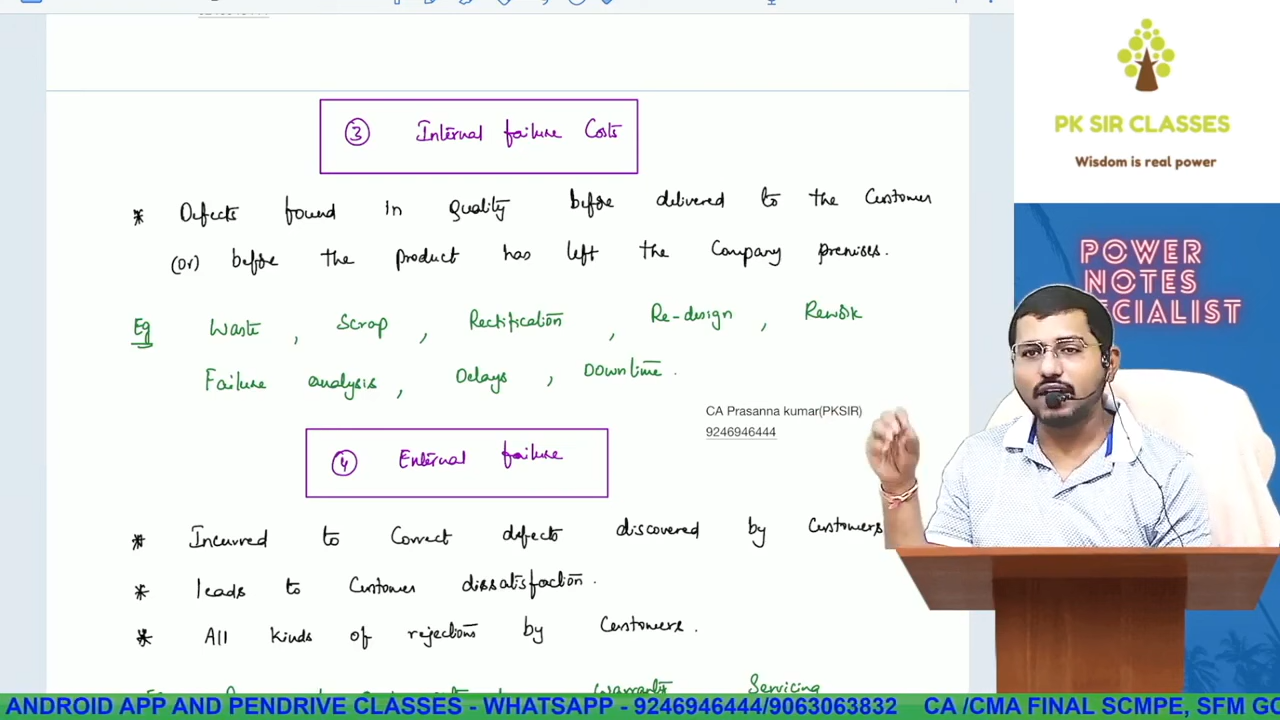 ③ Internal failure Costs
* Defects found in quality before delivered to the Customer
(or) before the product has left the Company premises.
Eg Waste, Scrap, Rectification, Re-design, Rework
Failure analysis, Delays, Downtime.
CA Prasanna kumar(PKSIR)
9246946444
④ External failure
* Incurred to Correct defects discovered by Customers
* leads to Customer dissatisfaction.
* All kinds of rejections by Customers.
Warranty Servicing
PK SIR CLASSES
Wisdom is real power
POWER
NOTES
ECIALIST
ANDROID APP AND PENDRIVE CLASSES - WHATSAPP - 9246946444/9063063832 CA /CMA FINAL SCMPE, SFM GO